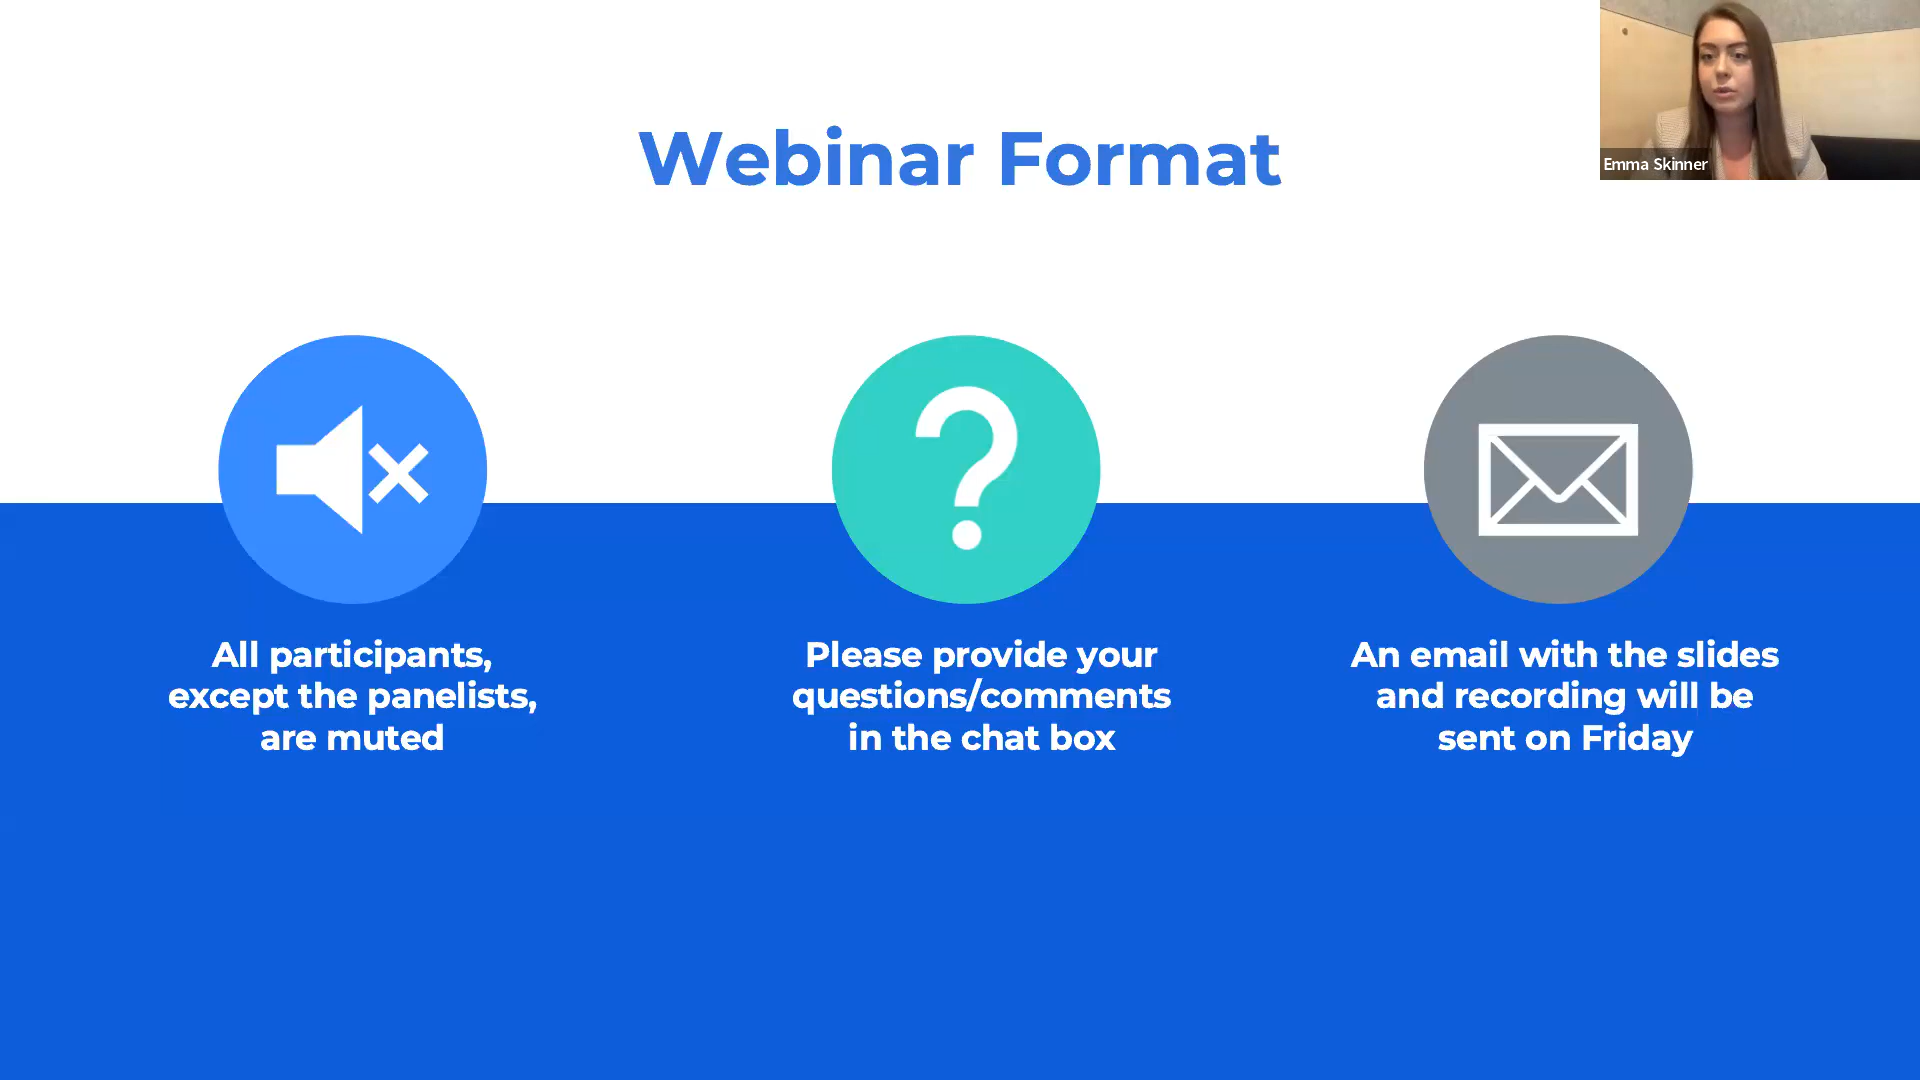 Webinar Format
Emma Skinner
All participants,
except the panelists,
are muted
Please provide your
questions/comments
in the chat box
An email with the slides
and recording will be
sent on Friday